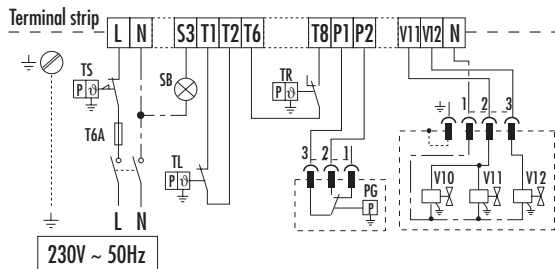 Terminal strip
L N S3 T1 T2 T6 T8 P1 P2 V11 V12 N
TS
P ϑ
SB
TR
P ϑ
1 2 3
T6A
TL
P ϑ
3 2 1
PG
P
V10 V11 V12
L N
230V ~ 50Hz